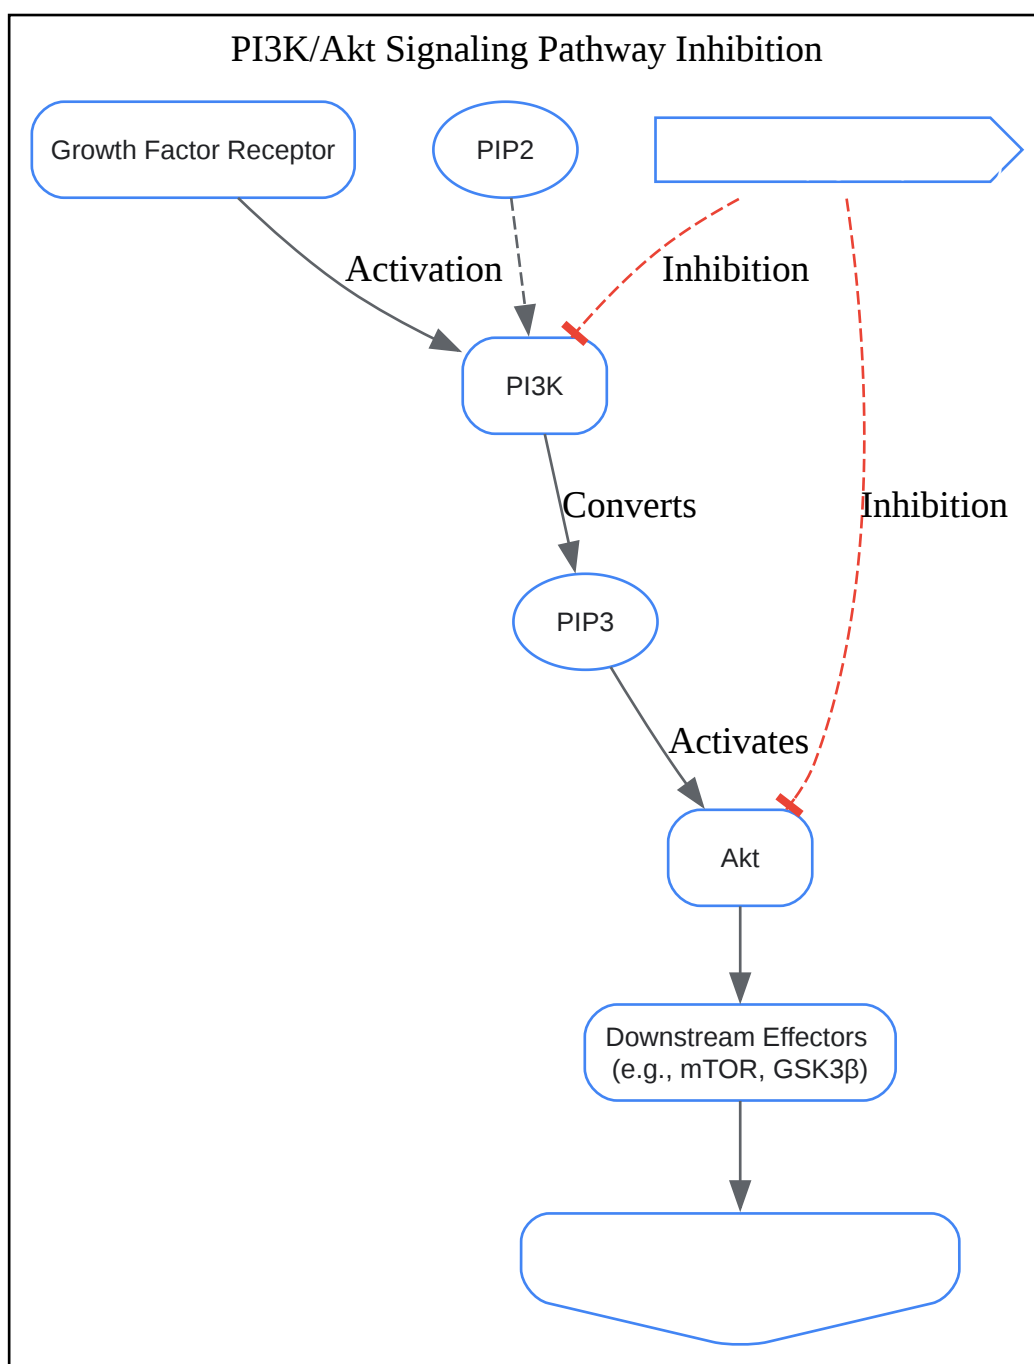 PI3K/Akt Signaling Pathway Inhibition
Growth Factor Receptor
PIP2
Activation
Inhibition
PI3K
Converts
Inhibition
PIP3
Activates
Akt
Downstream Effectors
(e.g., mTOR, GSK3β)